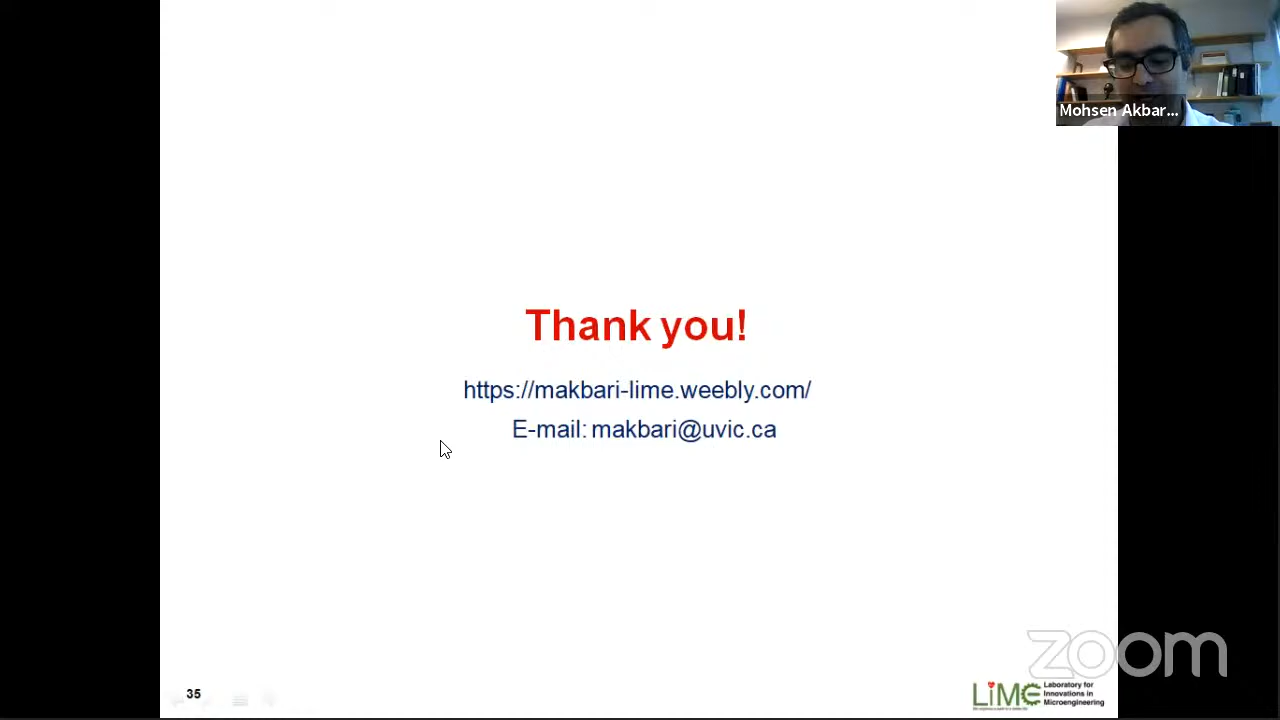 Mohsen Akbar...
Thank you!
https://makbari-lime.weebly.com/
E-mail: makbari@uvic.ca
zoom
35
LiME
Laboratory for
Innovations in
Microengineering